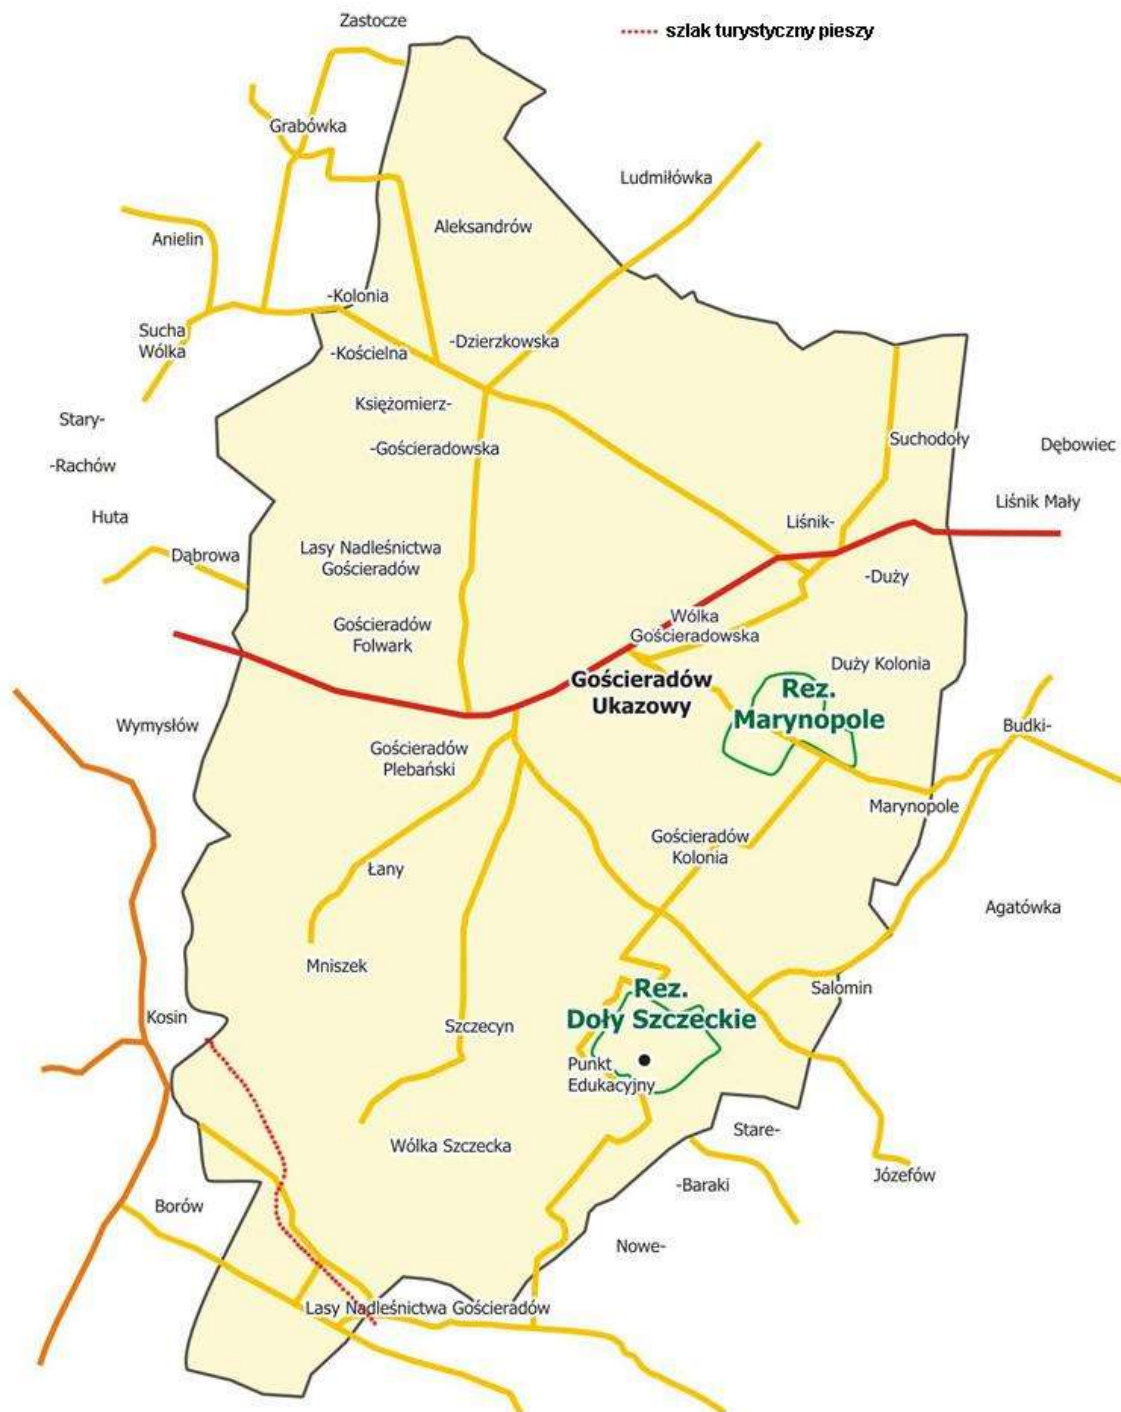 Zastocze
szlak turystyczny pieszy
Grabówka
Ludmiłówka
Aleksandrów
Anielin
-Kolonia
Sucha
Wólka
-Kościelna
-Dzierzkowska
Księżomierz-
Stary-
-Gościeradowska
Suchodoły
Dębowiec
-Rachów
Liśnik Mały
Huta
Liśnik-
Dąbrowa
Lasy Nadleśnictwa
Gościeradów
-Duży
Gościeradów
Folwark
Wólka
Gościeradowska
Duży Kolonia
Gościeradów
Ukazowy
Rez.
Marynopole
Wymysłów
Budki-
Gościeradów
Plebański
Marynopole
Gościeradów
Kolonia
Łany
Agatówka
Mniszek
Salomin
Rez.
Doły Szczeckie
Kosin
Szczecyn
Punkt
Edukacyjny
Stare-
Wólka Szczecka
Józefów
-Baraki
Borów
Nowe-
Lasy Nadleśnictwa Gościeradów